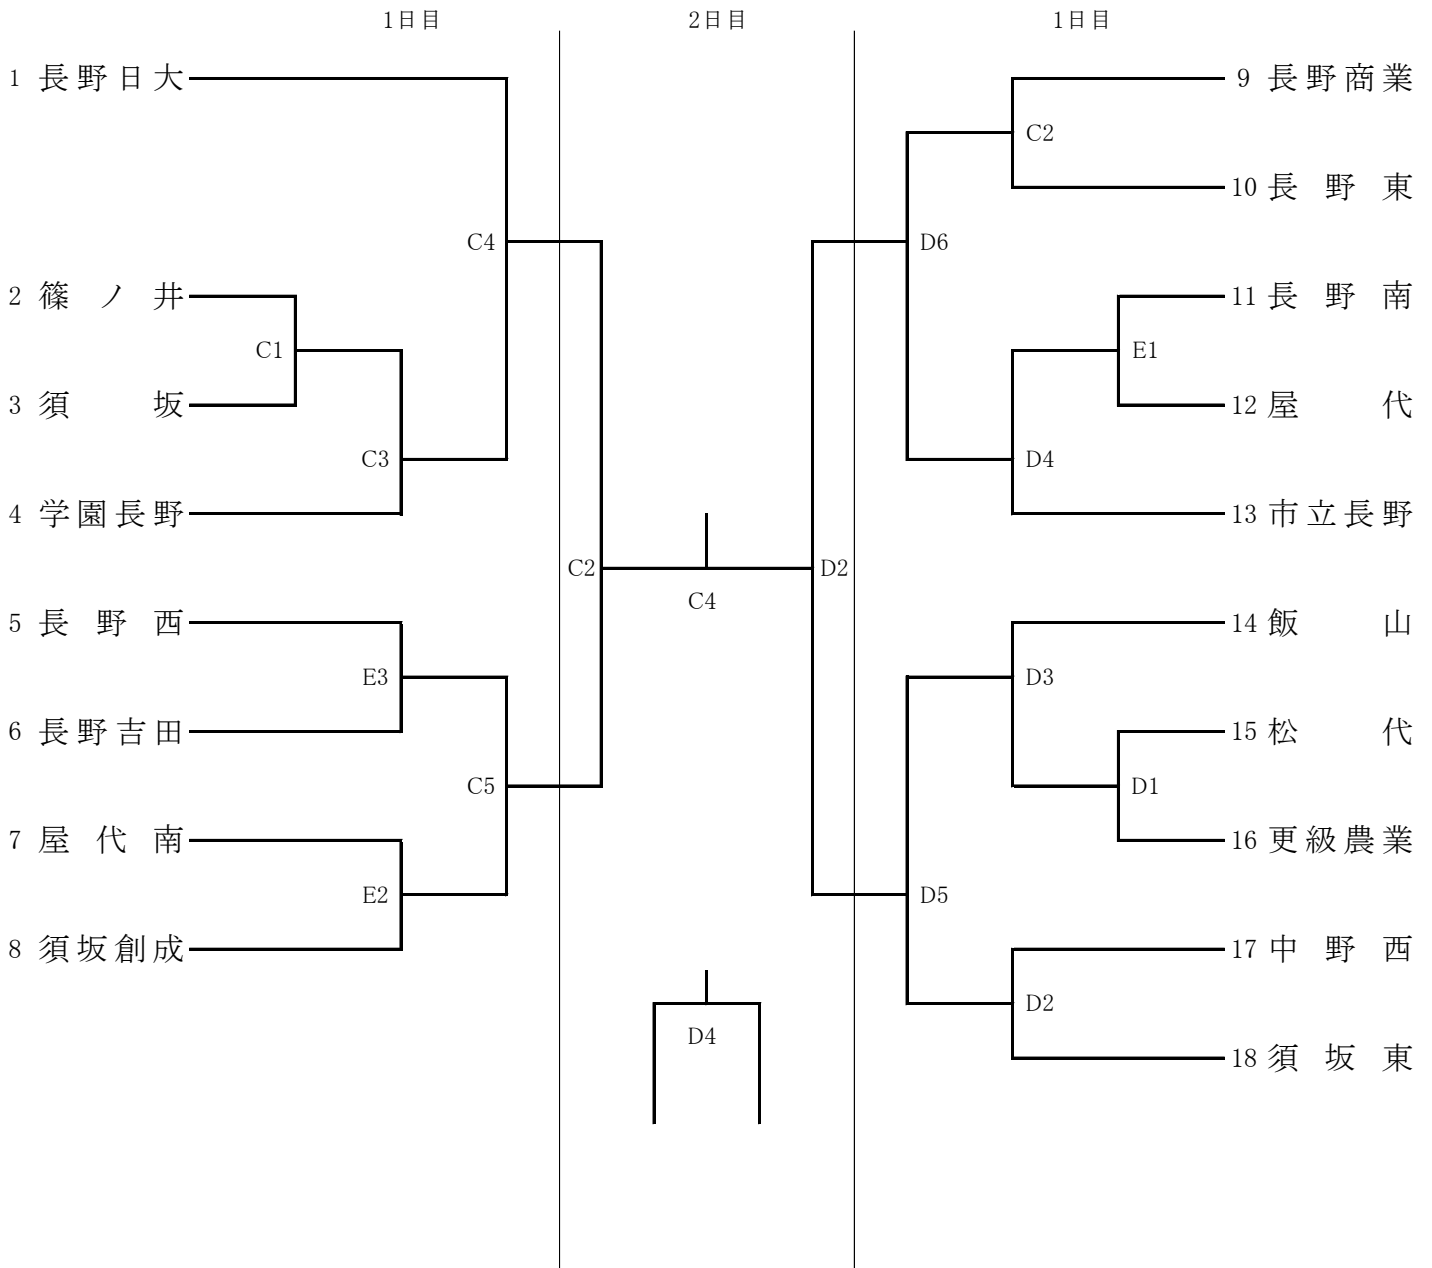 1日目
2日目
1日目
1 長野日大
C4
2 篠ノ井
C1
3 須坂
C3
4 学園長野
C2
5 長野西
E3
6 長野吉田
C5
7 屋代南
E2
8 須坂創成
C4
D4
9 長野商業
C2
10 長野東
D6
11 長野南
E1
12 屋代
D4
13 市立長野
D2
14 飯山
D3
15 松代
D1
16 更級農業
D5
17 中野西
D2
18 須坂東